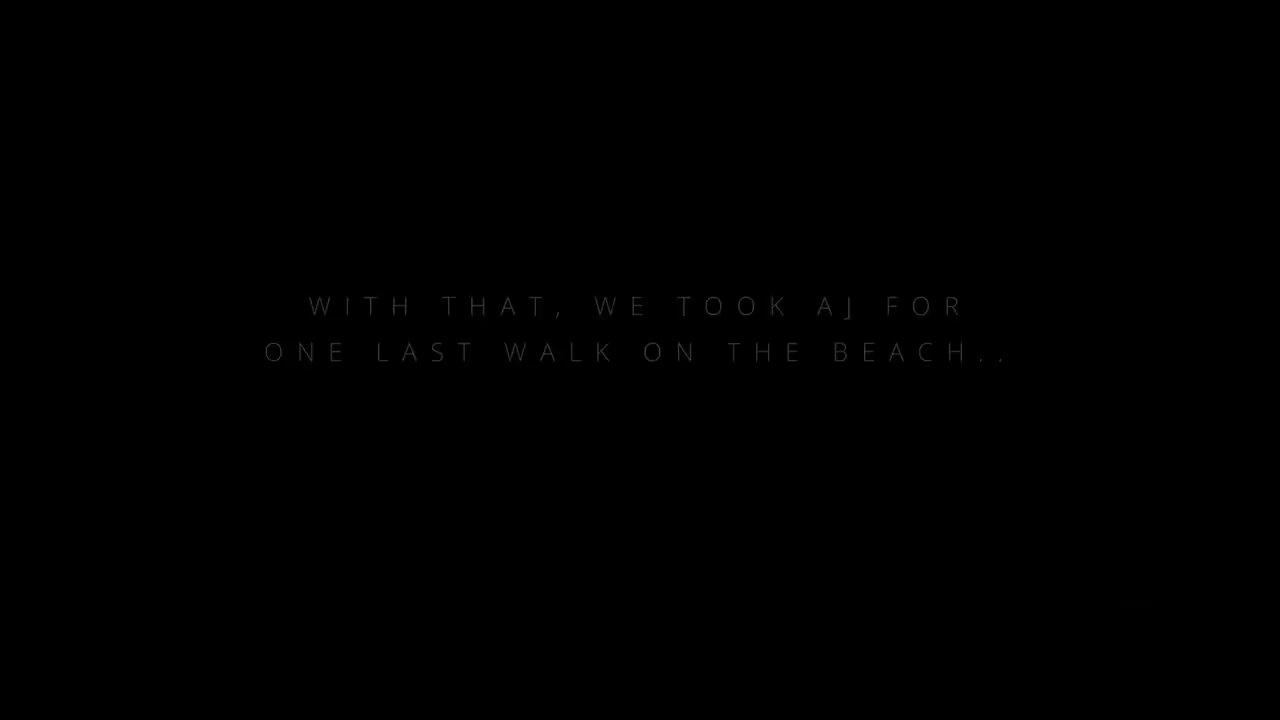 WITH THAT, WE TOOK AJ FOR
ONE LAST WALK ON THE BEACH..